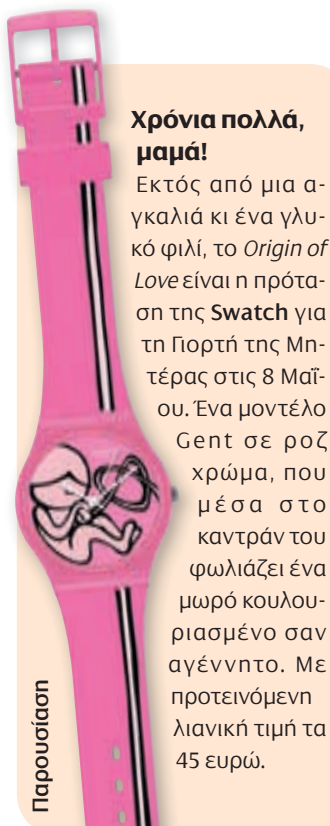 Χρόνια πολλά,
μαμά!
Εκτός από μια α-
γκαλιά κι ένα γλυ-
κό φιλί, το Origin of
Love είναι η πρότα-
ση της Swatch για
τη Γιορτή της Μη-
τέρας στις 8 Μαΐ-
ου. Ένα μοντέλο
Gent σε ροζ
χρώμα, που
μέσα στο
καντράν του
φωλιάζει ένα
μωρό κουλου-
ριασμένο σαν
αγέννητο. Με
προτεινόμενη
λιανική τιμή τα
45 ευρώ.
Παρουσίαση